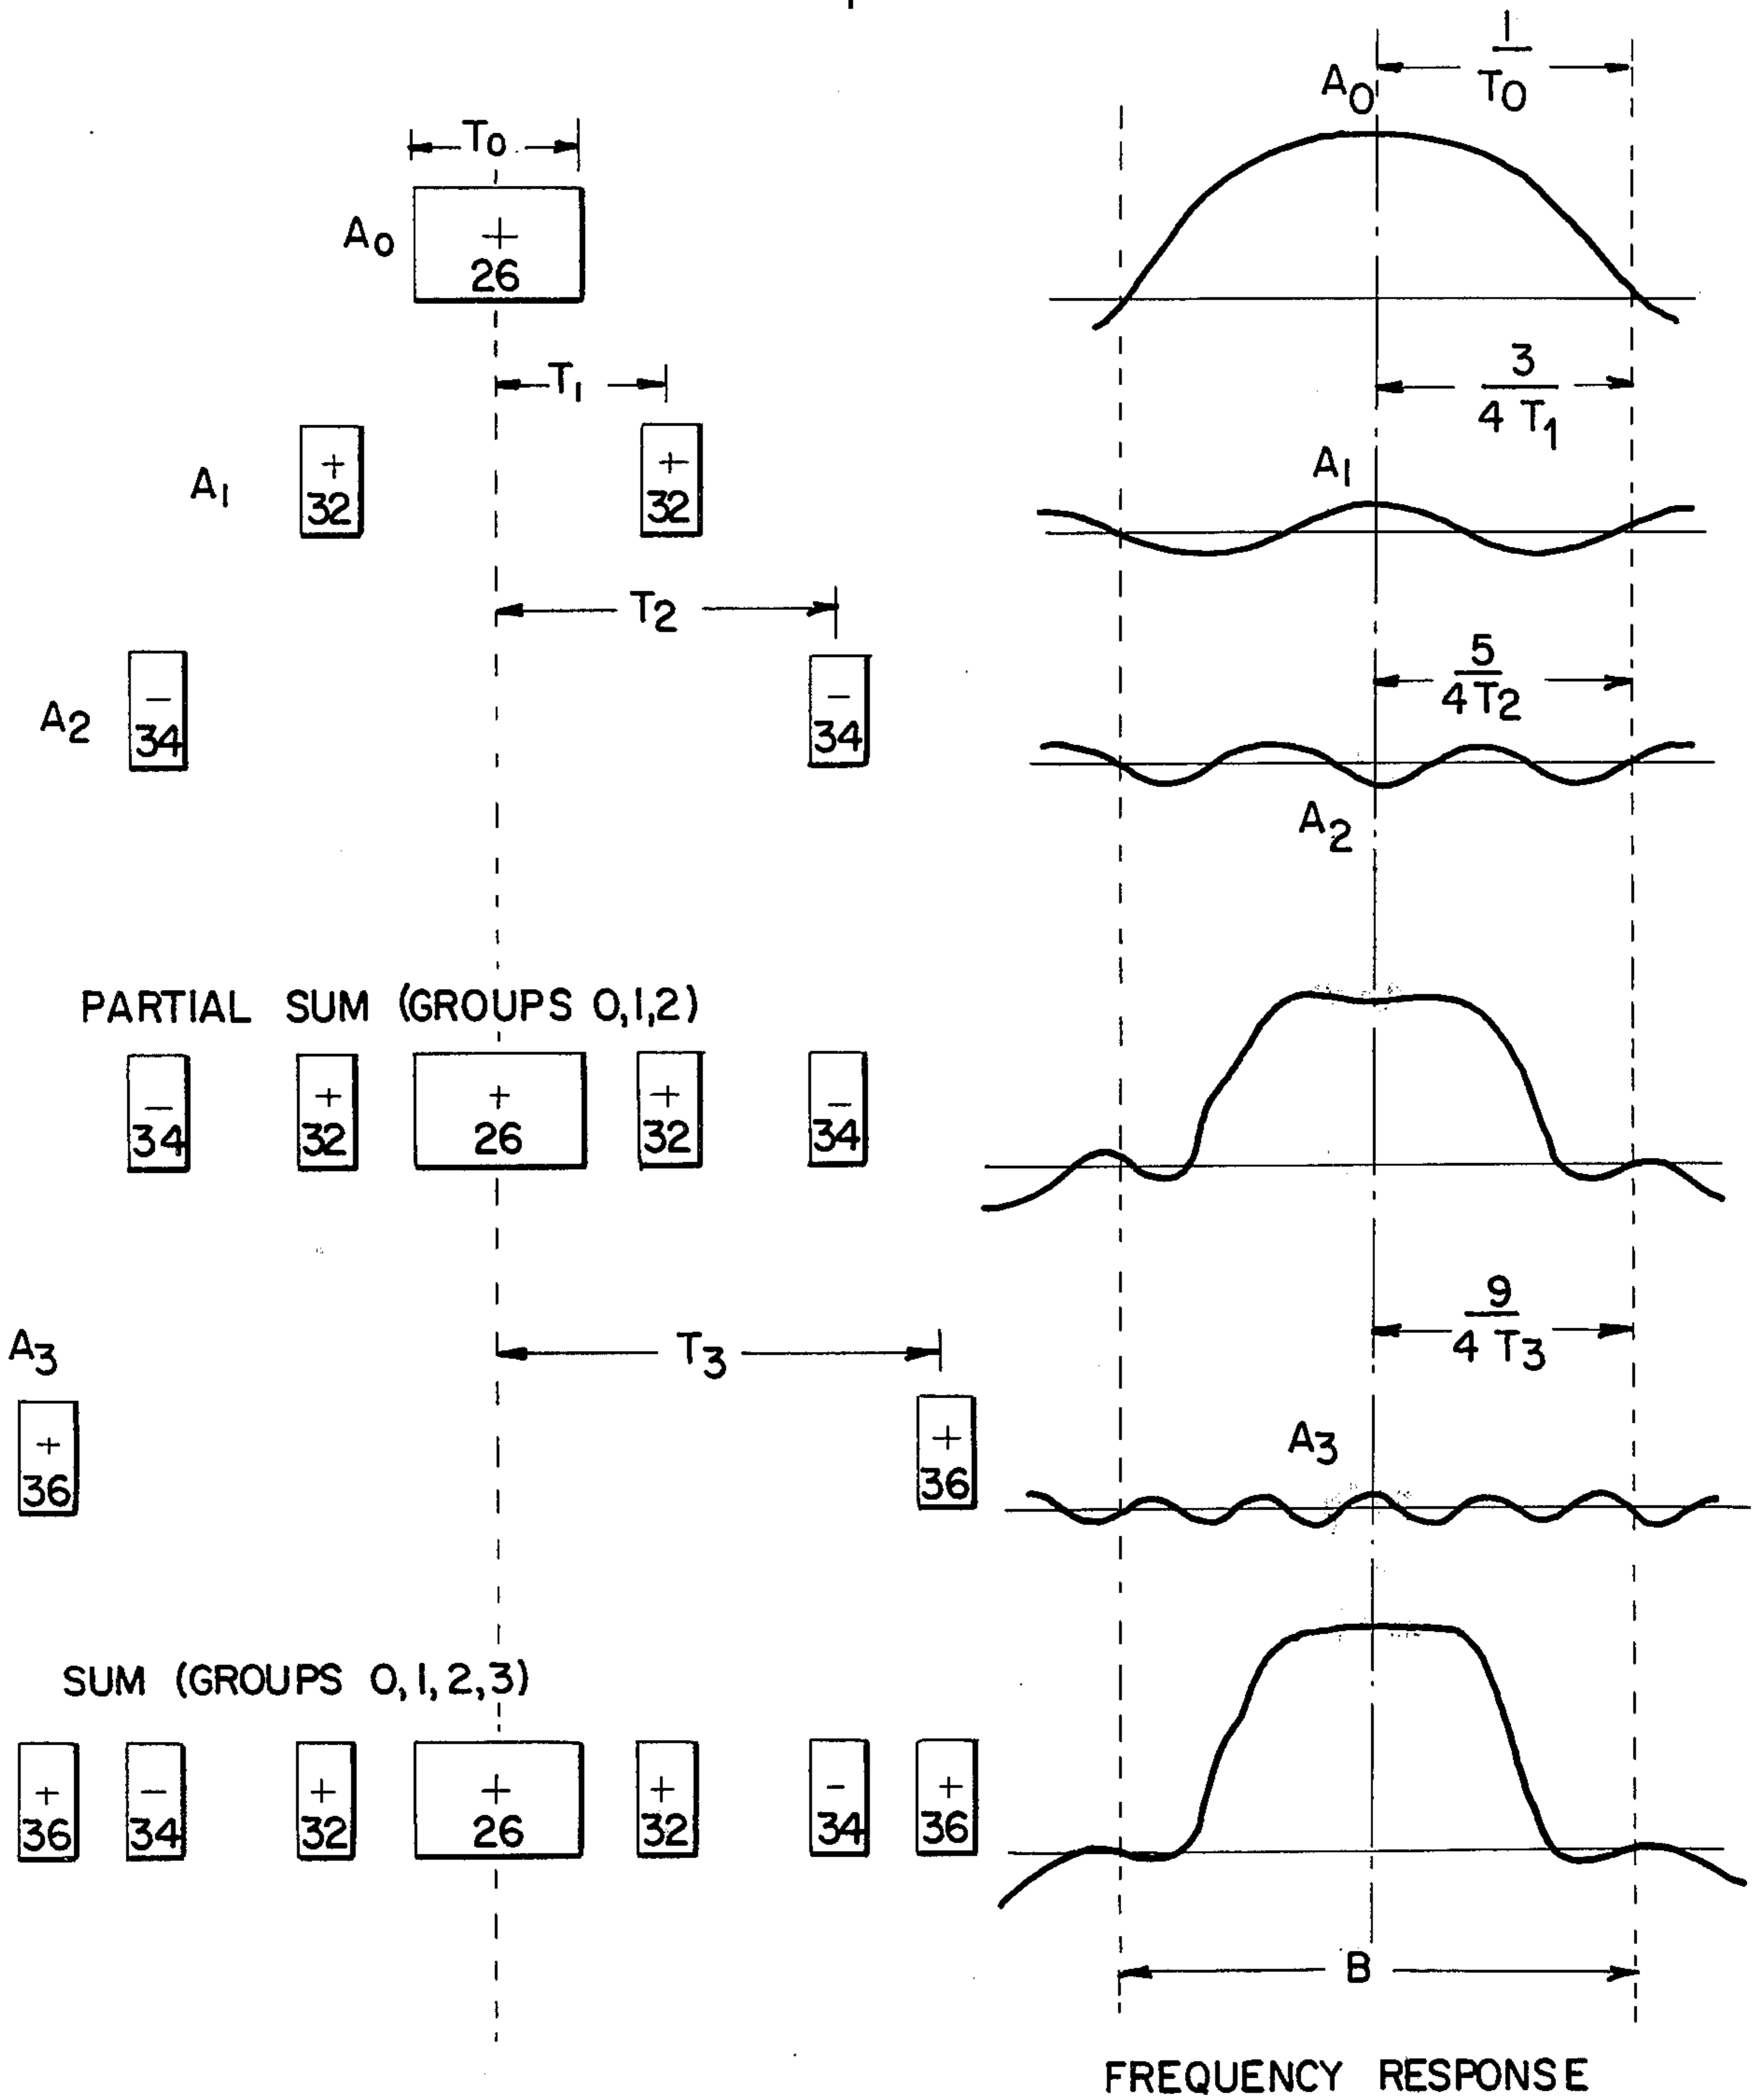 A0
1
T0
T0
A0
+
26
T1
3
4 T1
A1
+
32
+
32
A1
T2
5
4T2
A2
−
34
−
34
A2
PARTIAL SUM (GROUPS 0,1,2)
−
34
+
32
+
26
+
32
−
34
A3
T3
9
4 T3
+
36
+
36
A3
SUM (GROUPS 0,1,2,3)
+
36
−
34
+
32
+
26
+
32
-
34
+
36
B
FREQUENCY RESPONSE